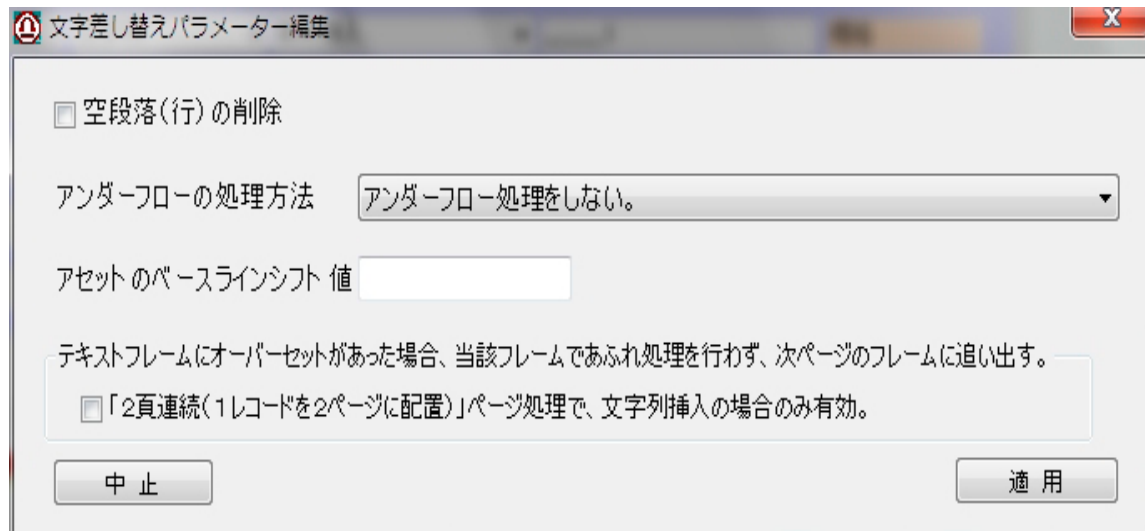 文字差し替えパラメーター編集
空段落(行)の削除
アンダーフローの処理方法 アンダーフロー処理をしない。
アセットのベースラインシフト値
テキストフレームにオーバーセットがあった場合、当該フレームであふれ処理を行わず、次ページのフレームに追い出す。
「2頁連続(1レコードを2ページに配置)」ページ処理で、文字列挿入の場合のみ有効。
中止 適用